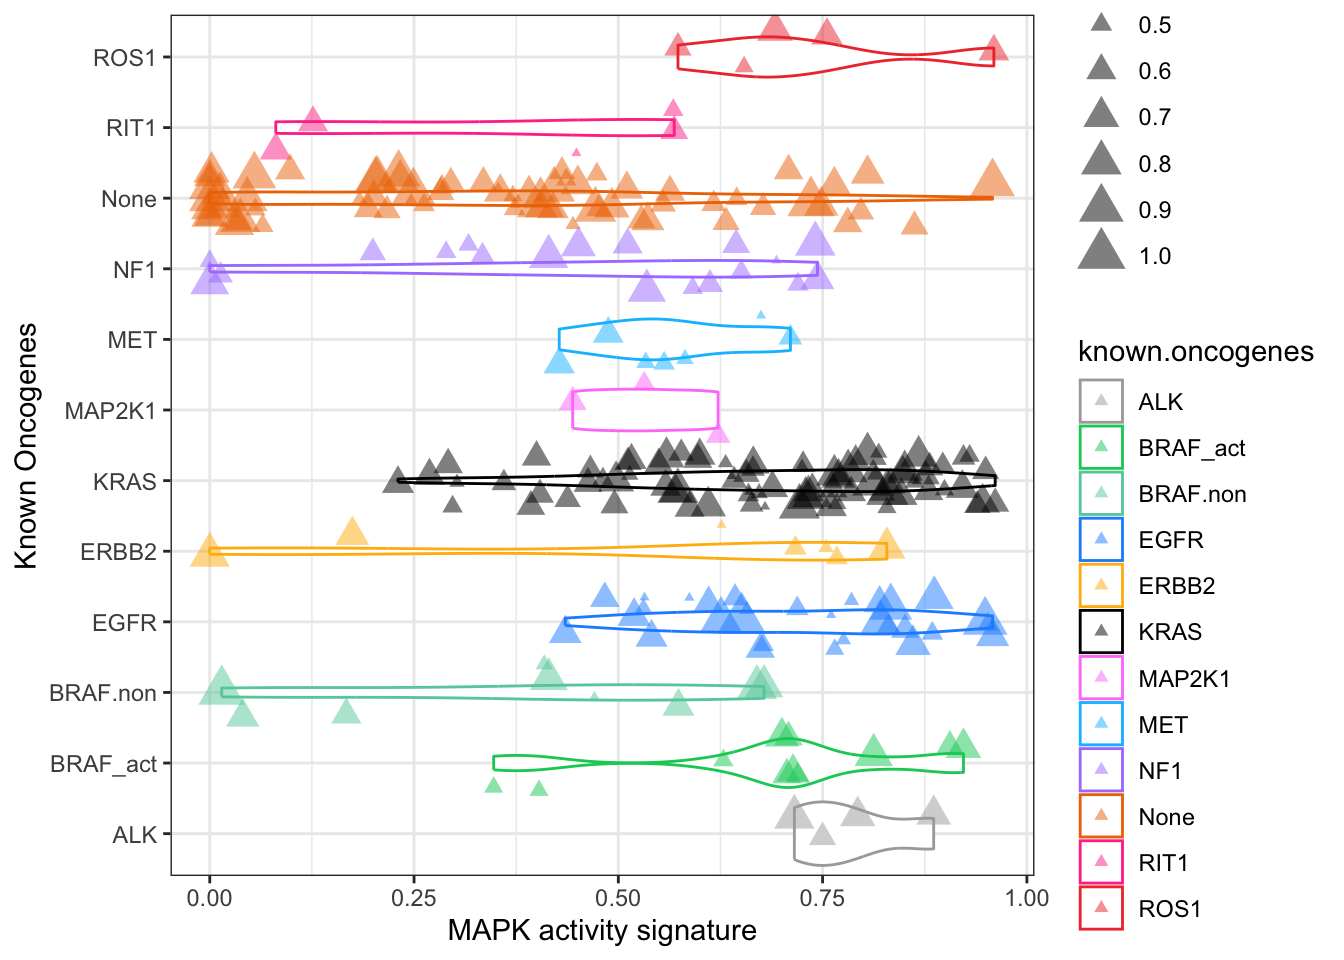 ROS1
RIT1
None
NF1
MET
MAP2K1
KRAS
ERBB2
EGFR
BRAF.non
BRAF_act
ALK
Known Oncogenes
0.00
0.25
0.50
0.75
1.00
MAPK activity signature
0.5
0.6
0.7
0.8
0.9
1.0
known.oncogenes
ALK
BRAF_act
BRAF.non
EGFR
ERBB2
KRAS
MAP2K1
MET
NF1
None
RIT1
ROS1